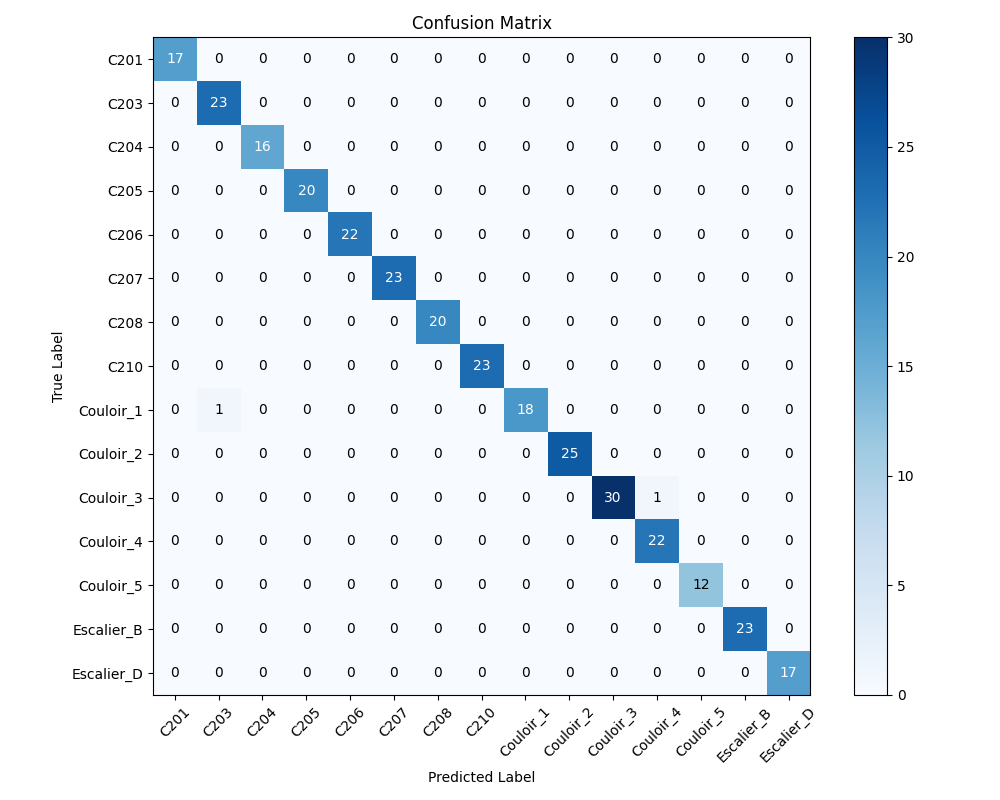 Confusion Matrix
C201 17 0 0 0 0 0 0 0 0 0 0 0 0 0 0
C203 0 23 0 0 0 0 0 0 0 0 0 0 0 0 0
C204 0 0 16 0 0 0 0 0 0 0 0 0 0 0 0
C205 0 0 0 20 0 0 0 0 0 0 0 0 0 0 0
C206 0 0 0 0 22 0 0 0 0 0 0 0 0 0 0
C207 0 0 0 0 0 23 0 0 0 0 0 0 0 0 0
C208 0 0 0 0 0 0 20 0 0 0 0 0 0 0 0
C210 0 0 0 0 0 0 0 23 0 0 0 0 0 0 0
Couloir_1 0 1 0 0 0 0 0 0 18 0 0 0 0 0 0
Couloir_2 0 0 0 0 0 0 0 0 0 25 0 0 0 0 0
Couloir_3 0 0 0 0 0 0 0 0 0 0 30 1 0 0 0
Couloir_4 0 0 0 0 0 0 0 0 0 0 0 22 0 0 0
Couloir_5 0 0 0 0 0 0 0 0 0 0 0 0 12 0 0
Escalier_B 0 0 0 0 0 0 0 0 0 0 0 0 0 23 0
Escalier_D 0 0 0 0 0 0 0 0 0 0 0 0 0 0 17
True Label
C201 C203 C204 C205 C206 C207 C208 C210 Couloir_1 Couloir_2 Couloir_3 Couloir_4 Couloir_5 Escalier_B Escalier_D
Predicted Label
30
25
20
15
10
5
0